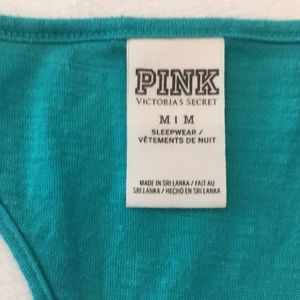 PINK
VICTORIA'S SECRET
M I M
SLEEPWEAR /
VÊTEMENTS DE NUIT
MADE IN SRI LANKA / FAIT AU
SRI LANKA / HECHO EN SRI LANKA